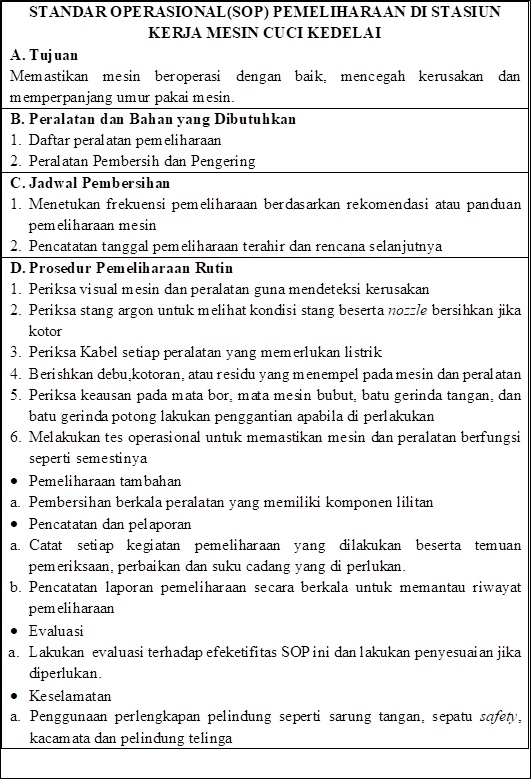 STANDAR OPERASIONAL(SOP) PEMELIHARAAN DI STASIUN
KERJA MESIN CUCI KEDELAI
A. Tujuan
Memastikan mesin beroperasi dengan baik, mencegah kerusakan dan
memperpanjang umur pakai mesin.
B. Peralatan dan Bahan yang Dibutuhkan
1. Daftar peralatan pemeliharaan
2. Peralatan Pembersih dan Pengering
C. Jadwal Pembersihan
1. Menetukan frekuensi pemeliharaan berdasarkan rekomendasi atau panduan
pemeliharaan mesin
2. Pencatatan tanggal pemeliharaan terahir dan rencana selanjutnya
D. Prosedur Pemeliharaan Rutin
1. Periksa visual mesin dan peralatan guna mendeteksi kerusakan
2. Periksa stang argon untuk melihat kondisi stang beserta nozzle bersihkan jika
kotor
3. Periksa Kabel setiap peralatan yang memerlukan listrik
4. Berishkan debu,kotoran, atau residu yang menempel pada mesin dan peralatan
5. Periksa keausan pada mata bor, mata mesin bubut, batu gerinda tangan, dan
batu gerinda potong lakukan penggantian apabila di perlakukan
6. Melakukan tes operasional untuk memastikan mesin dan peralatan berfungsi
seperti semestinya
• Pemeliharaan tambahan
a. Pembersihan berkala peralatan yang memiliki komponen lilitan
• Pencatatan dan pelaporan
a. Catat setiap kegiatan pemeliharaan yang dilakukan beserta temuan
pemeriksaan, perbaikan dan suku cadang yang di perlukan.
b. Pencatatan laporan pemeliharaan secara berkala untuk memantau riwayat
pemeliharaan
• Evaluasi
a. Lakukan evaluasi terhadap efeketifitas SOP ini dan lakukan penyesuaian jika
diperlukan.
• Keselamatan
a. Penggunaan perlengkapan pelindung seperti sarung tangan, sepatu safety,
kacamata dan pelindung telinga